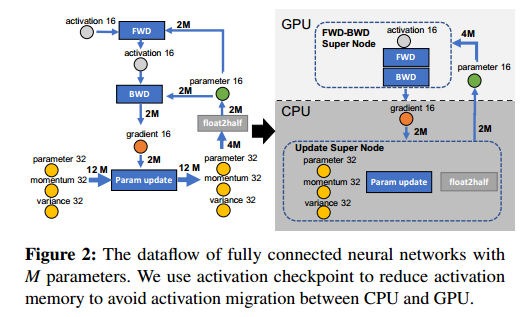 activation 16
FWD
2M
activation 16
BWD
2M
parameter 16
2M
2M
gradient 16
float2half
2M
4M
parameter 32
12 M
momentum 32
variance 32
Param update
12 M
parameter 32
momentum 32
variance 32
GPU
FWD-BWD
Super Node
activation 16
FWD
BWD
4M
parameter 16
CPU
gradient 16
2M
2M
Update Super Node
parameter 32
momentum 32
variance 32
Param update
float2half
Figure 2: The dataflow of fully connected neural networks with
M parameters. We use activation checkpoint to reduce activation
memory to avoid activation migration between CPU and GPU.